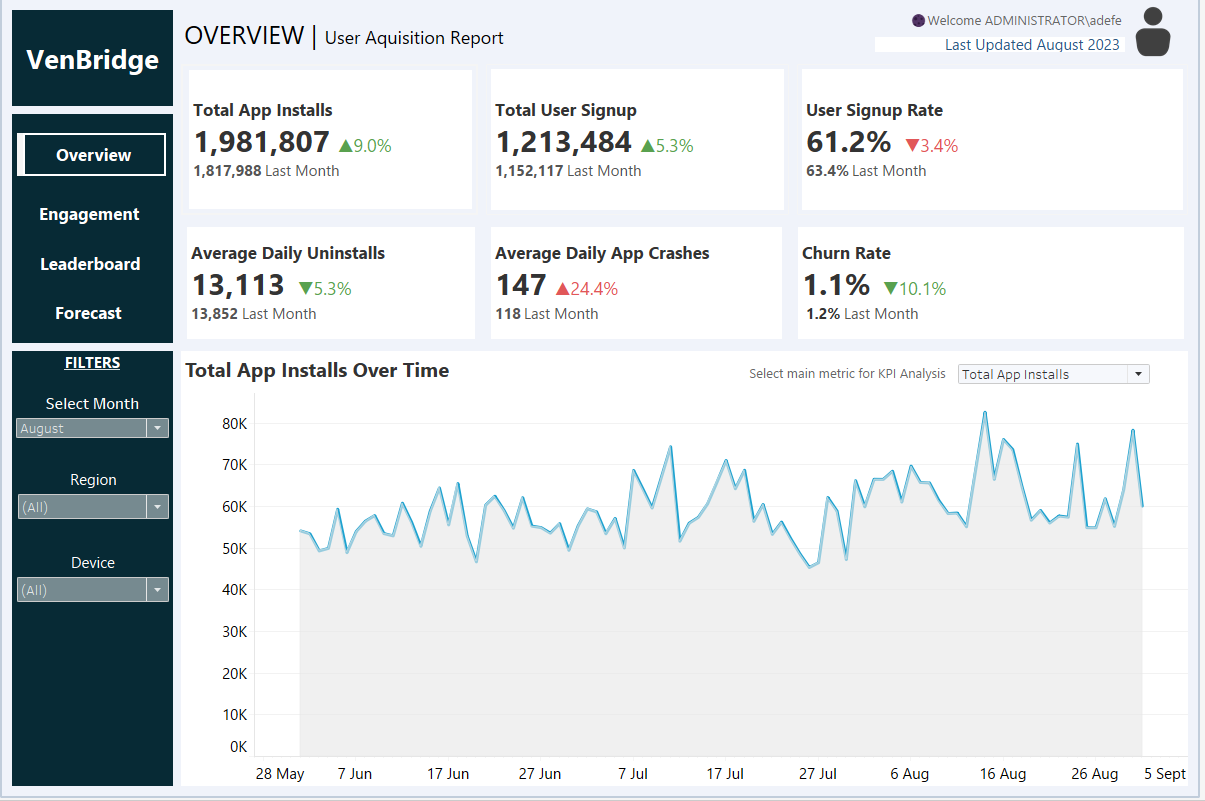 VenBridge
Overview
Engagement
Leaderboard
Forecast
FILTERS
Select Month
August
Region
(All)
Device
(All)
OVERVIEW | User Aquisition Report
Welcome ADMINISTRATOR\adefe
Last Updated August 2023
Total App Installs
1,981,807 ▲9.0%
1,817,988 Last Month
Total User Signup
1,213,484 ▲5.3%
1,152,117 Last Month
User Signup Rate
61.2% ▼3.4%
63.4% Last Month
Average Daily Uninstalls
13,113 ▼5.3%
13,852 Last Month
Average Daily App Crashes
147 ▲24.4%
118 Last Month
Churn Rate
1.1% ▼10.1%
1.2% Last Month
Total App Installs Over Time
Select main metric for KPI Analysis
Total App Installs
80K
70K
60K
50K
40K
30K
20K
10K
0K
28 May 7 Jun 17 Jun 27 Jun 7 Jul 17 Jul 27 Jul 6 Aug 16 Aug 26 Aug 5 Sept